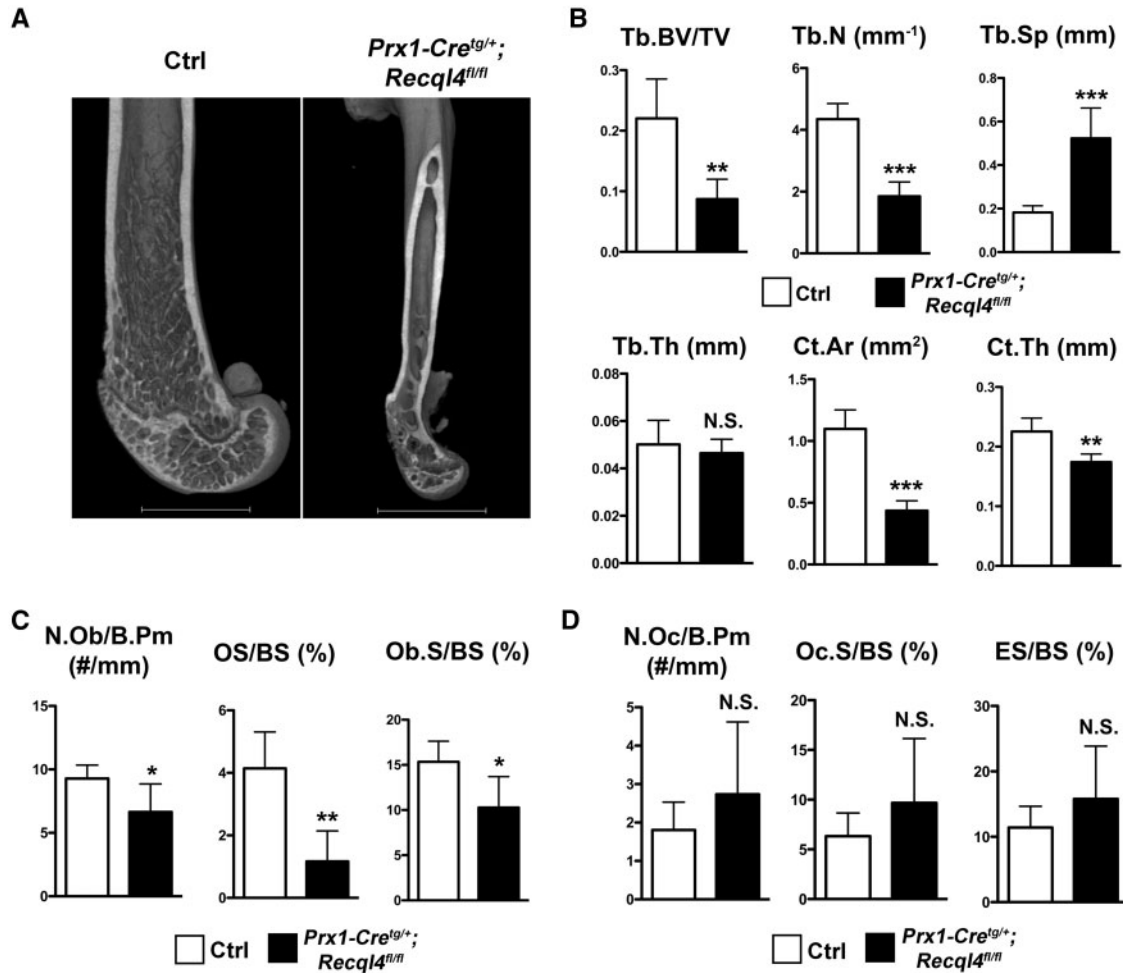 A
Ctrl
Prx1-Cretg/+;
Recql4fl/fl
B
Tb.BV/TV
0.3
0.2
0.1
0.0
**
Tb.N (mm-1)
6
4
2
0
***
Tb.Sp (mm)
0.8
0.6
0.4
0.2
0.0
***
Ctrl
Prx1-Cretg/+;
Recql4fl/fl
Tb.Th (mm)
0.08
0.06
0.04
0.02
0.00
N.S.
Ct.Ar (mm2)
1.5
1.0
0.5
0.0
***
Ct.Th (mm)
0.3
0.2
0.1
0.0
**
C
N.Ob/B.Pm
(#/mm)
15
10
5
0
*
OS/BS (%)
6
4
2
0
**
Ob.S/BS (%)
20
15
10
5
0
*
Ctrl
Prx1-Cretg/+;
Recql4fl/fl
D
N.Oc/B.Pm
(#/mm)
5
4
3
2
1
0
N.S.
Oc.S/BS (%)
20
15
10
5
0
N.S.
ES/BS (%)
30
20
10
0
N.S.
Ctrl
Prx1-Cretg/+;
Recql4fl/fl